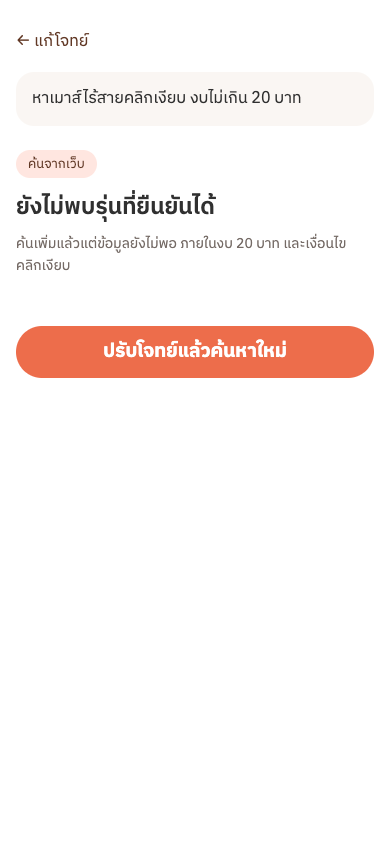 ← แก้โจทย์
หาเมาส์ไร้สายคลิกเงียบ งบไม่เกิน 20 บาท
ค้นจากเว็บ
ยังไม่พบรุ่นที่ยืนยันได้
ค้นเพิ่มแล้วแต่ข้อมูลยังไม่พอ ภายในงบ 20 บาท และเงื่อนไข
คลิกเงียบ
ปรับโจทย์แล้วค้นหาใหม่